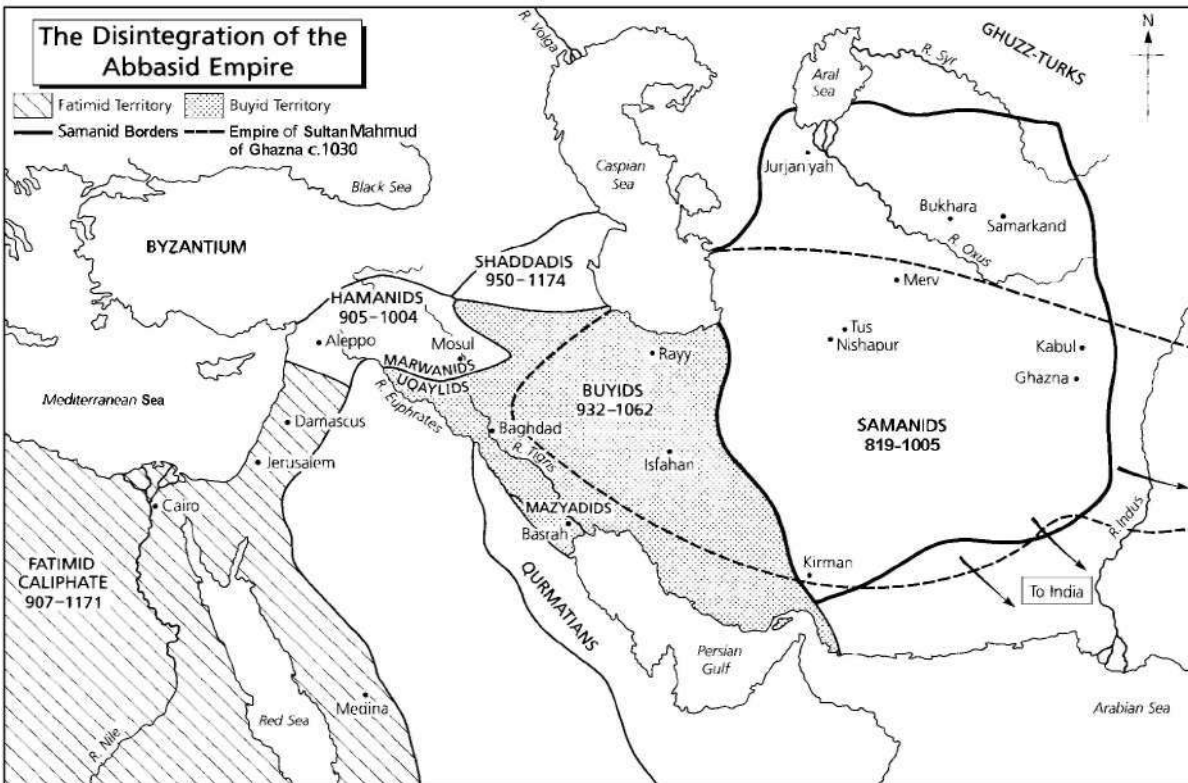 The Disintegration of the
Abbasid Empire
Fatimid Territory
Buyid Territory
Samanid Borders
Empire of Sultan Mahmud
of Ghazna c.1030
N
GHUZZ-TURKS
R. Volga
R. Syr
Aral
Sea
Jurjaniyah
Caspian
Sea
Black Sea
Bukhara
Samarkand
R. Oxus
BYZANTIUM
SHADDADIS
950-1174
Merv
HAMANIDS
905-1004
Aleppo
Mosul
Tus
Nishapur
Rayy
Kabul
MARWANIDS
UQAYLIDS
Ghazna
BUYIDS
932-1062
R. Euphrates
Mediterranean Sea
Damascus
Baghdad
SAMANIDS
819-1005
R. Tigris
Isfahan
Jerusalem
Cairo
MAZYADIDS
Basrah
R. Indus
FATIMID
CALIPHATE
907-1171
QURMATIANS
Kirman
To India
Persian
Gulf
Medina
Red Sea
R. Nile
Arabian Sea